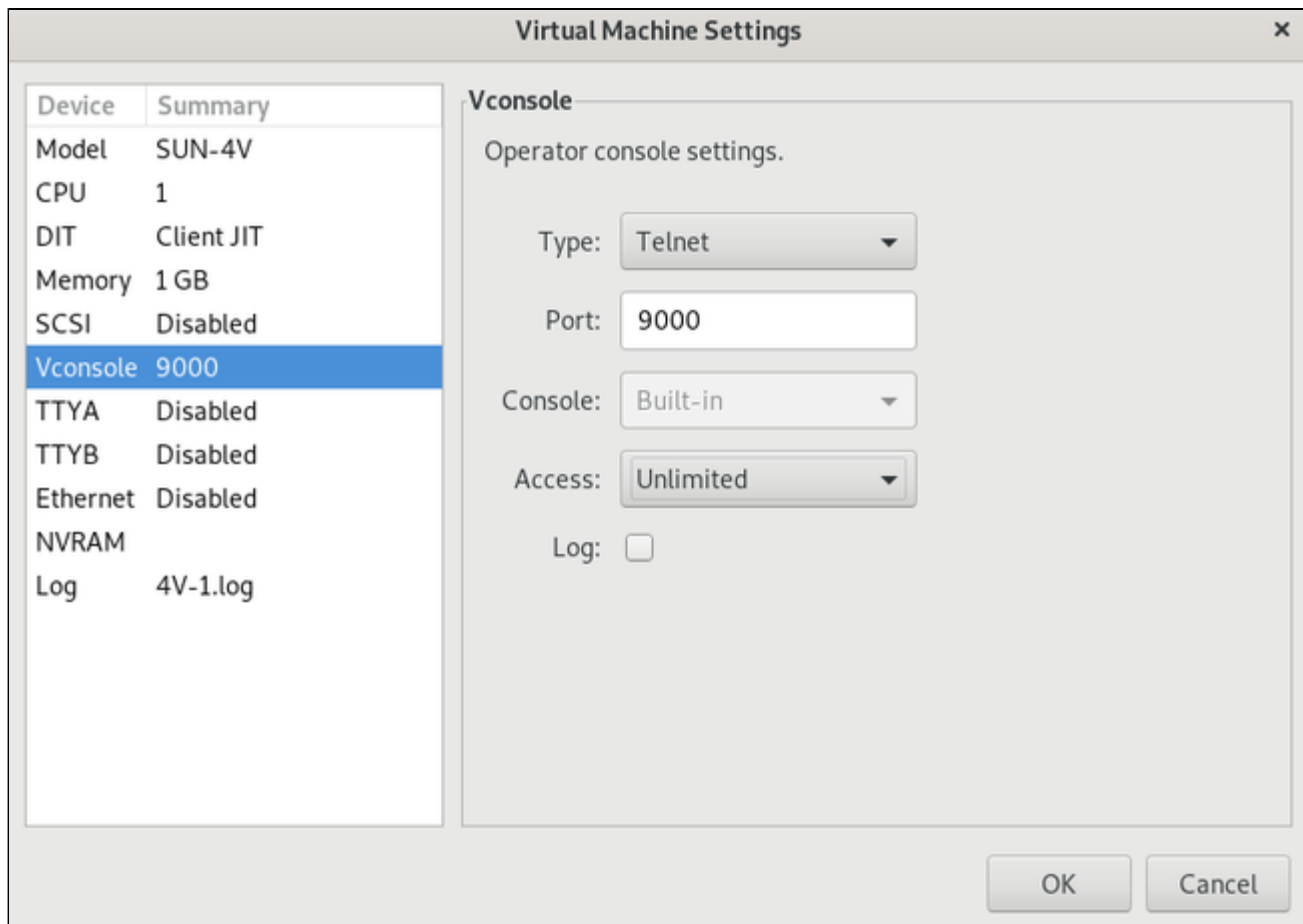 Virtual Machine Settings ×
Device Summary
Model SUN-4V
CPU 1
DIT Client JIT
Memory 1 GB
SCSI Disabled
Vconsole 9000
TTYA Disabled
TTYB Disabled
Ethernet Disabled
NVRAM
Log 4V-1.log
Vconsole
Operator console settings.
Type: Telnet
Port: 9000
Console: Built-in
Access: Unlimited
Log:
OK Cancel